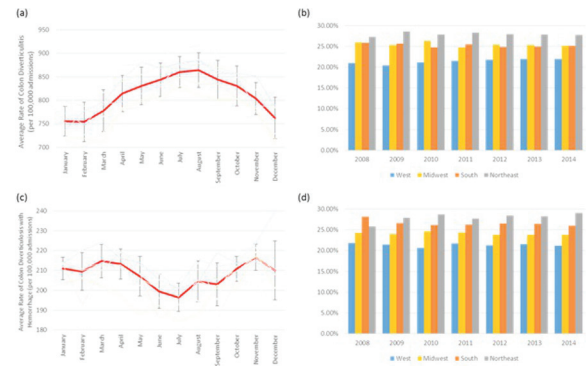 (a)
Average Rate of Colon Diverticulitis
(per 100,000 admissions)
950
900
850
800
750
700
January
February
March
April
May
June
July
August
September
October
November
December
(b)
30.00%
25.00%
20.00%
15.00%
10.00%
5.00%
0.00%
2008
2009
2010
2011
2012
2013
2014
West
Midwest
South
Northeast
(c)
Average Rate of Colon Diverticulosis with
Hemorrhage (per 100,000 admissions)
240
230
220
210
200
190
180
January
February
March
April
May
June
July
August
September
October
November
December
(d)
30.00%
25.00%
20.00%
15.00%
10.00%
5.00%
0.00%
2008
2009
2010
2011
2012
2013
2014
West
Midwest
South
Northeast